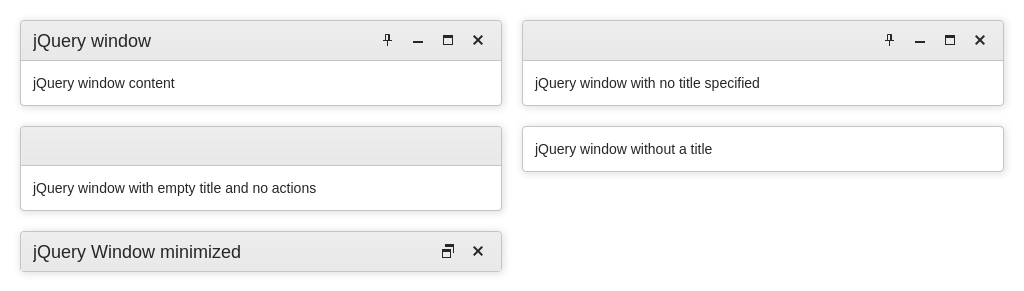 jQuery window
jQuery window content
jQuery window with no title specified
jQuery window with empty title and no actions
jQuery window without a title
jQuery Window minimized